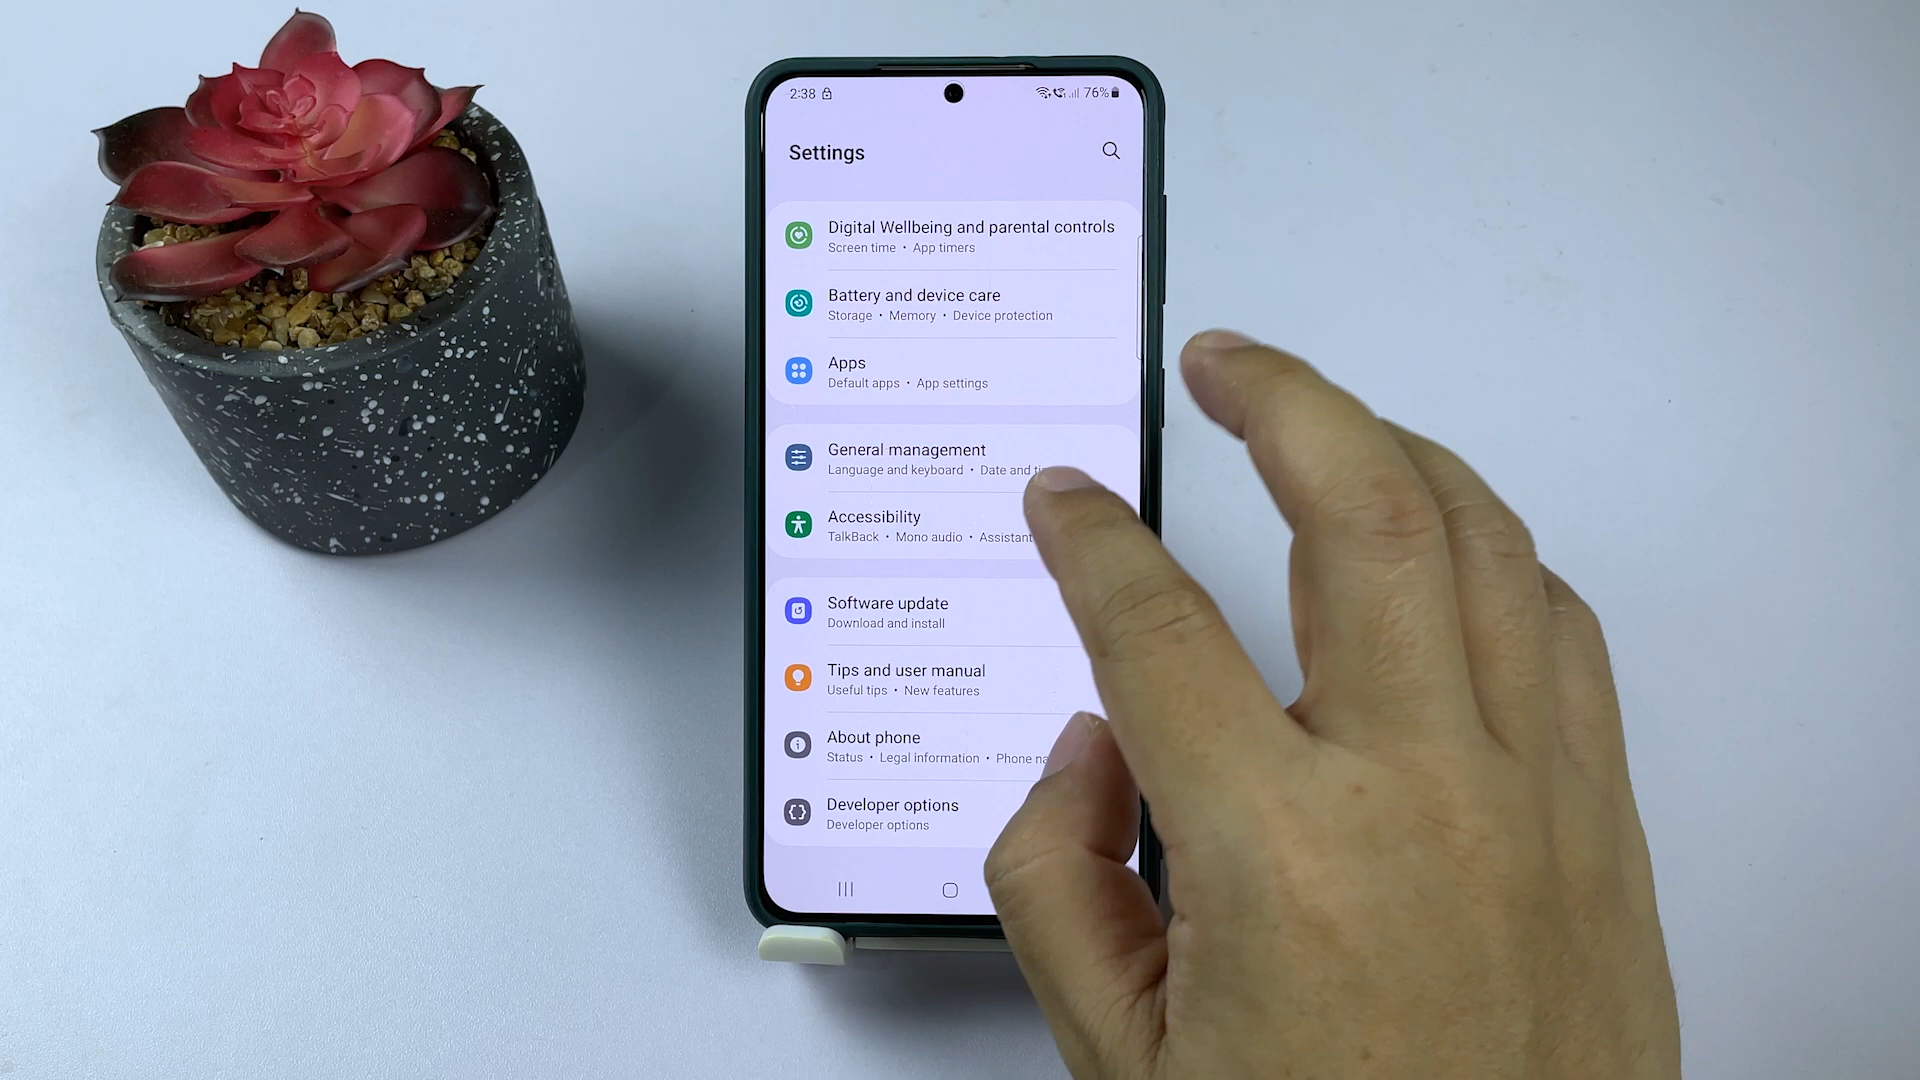 2:38 76%
Settings
Digital Wellbeing and parental controls
Screen time • App timers
Battery and device care
Storage • Memory • Device protection
Apps
Default apps • App settings
General management
Language and keyboard • Date and
Accessibility
TalkBack • Mono audio • Assistant
Software update
Download and install
Tips and user manual
Useful tips • New features
About phone
Status • Legal information • Phone
Developer options
Developer options